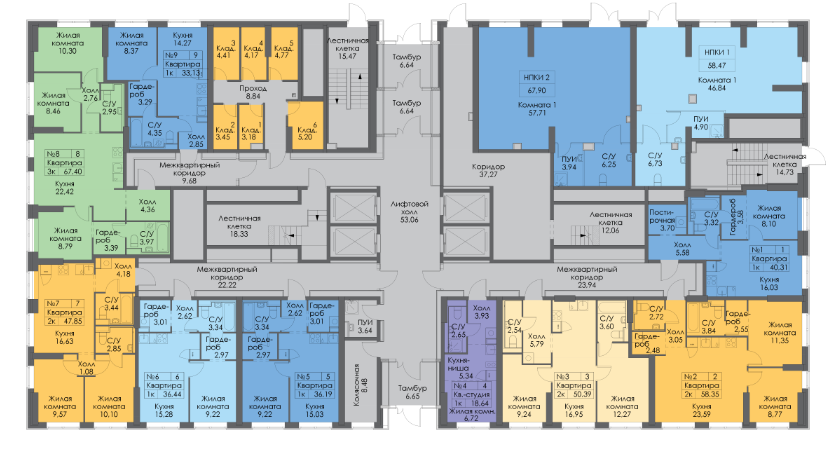 Жилая
комната
10.30
Жилая
комната
8.37
Кухня
14.27
№9 9
Квартира
1к 33,13
Гарде-
роб
3.29
С/У
4.35
Холл
2.85
Жилая
комната
8.46
Холл
2.76
С/У
2.95
№8 8
Квартира
3к 67.40
Кухня
22,42
Холл
4.36
Жилая
комната
8.79
Гарде-
роб
3.39
С/У
3.97
Клад.
3
4,41
Клад.
4
4,17
Клад.
5
4,77
Проход
8.84
Клад.
2
3.45
Клад.
1
3.18
Клад.
6
5.20
Лестничная
клетка
15.47
Тамбур
6.64
Тамбур
6.64
Межквартирный
коридор
9.68
Лестничная
клетка
18.33
Лифтовой
холл
53.06
Межквартирный
коридор
22.22
НПКИ 2
67.90
Комната 1
57.71
НПКИ 1
58.47
Комната 1
46.84
ПУИ
4.90
ПУИ
3.94
С/У
6.25
С/У
6.73
Коридор
37.27
Лестничная
клетка
14.73
Лестничная
клетка
12.06
Межквартирный
коридор
23.94
Пости-
рочная
3.70
С/У
3.32
Гардероб
3.58
Жилая
комната
8.10
Холл
5.58
№1 1
Квартира
1к 40.31
Кухня
16.03
Холл
4.18
№7 7
Квартира
2к 47.85
Кухня
16.63
С/У
3.44
С/У
2.85
Холл
1.08
Жилая
комната
9.57
Жилая
комната
10,10
Гарде-
роб
3.01
Холл
2.62
С/У
3.34
Гарде-
роб
2.97
№6 6
Квартира
1к 36.44
Кухня
15.28
Жилая
комната
9.22
С/У
3.34
Холл
2.62
Гарде-
роб
3.01
Гарде-
роб
2.97
№5 5
Квартира
1к 36.19
Жилая
комната
9.22
Кухня
15.03
ПУИ
3.64
Колясочная
8.48
Тамбур
6.65
Холл
3.93
С/У
2.65
Кухня-
ниша
5.34
№4 4
Кв.-студия
1к 18.64
Жилая комн.
6.72
С/У
2.54
Холл
5.79
С/У
3.60
№3 3
Квартира
2к 50.39
Жилая
комната
9.24
Кухня
16.95
Жилая
комната
12.27
С/У
2.72
Холл
3.05
Гарде-
роб
2.48
С/У
3.84
Гарде-
роб
2.55
Жилая
комната
11.35
№2 2
Квартира
2к 58.35
Кухня
23.59
Жилая
комната
8.77